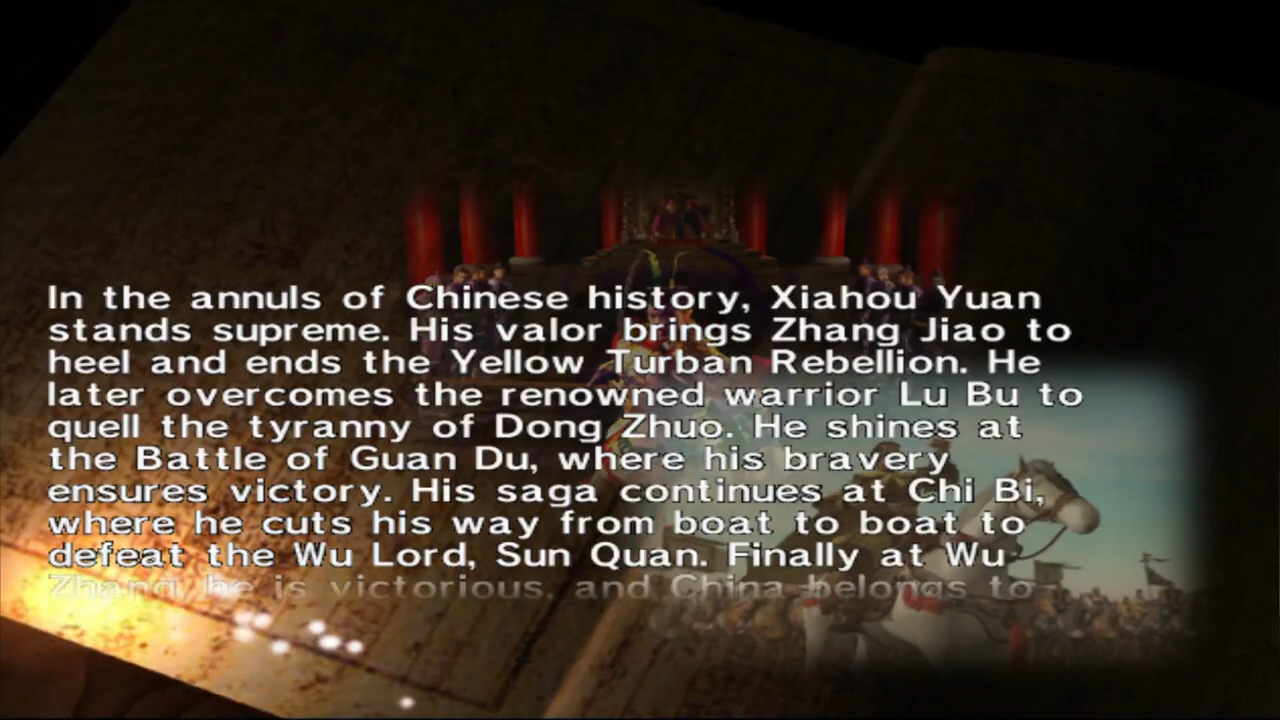 In the annuls of Chinese history, Xiahou Yuan
stands supreme. His valor brings Zhang Jiao to
heel and ends the Yellow Turban Rebellion. He
later overcomes the renowned warrior Lu Bu to
quell the tyranny of Dong Zhuo. He shines at
the Battle of Guan Du, where his bravery
ensures victory. His saga continues at Chi Bi,
where he cuts his way from boat to boat to
defeat the Wu Lord, Sun Quan. Finally at Wu
Zhang he is victorious, and China belongs to